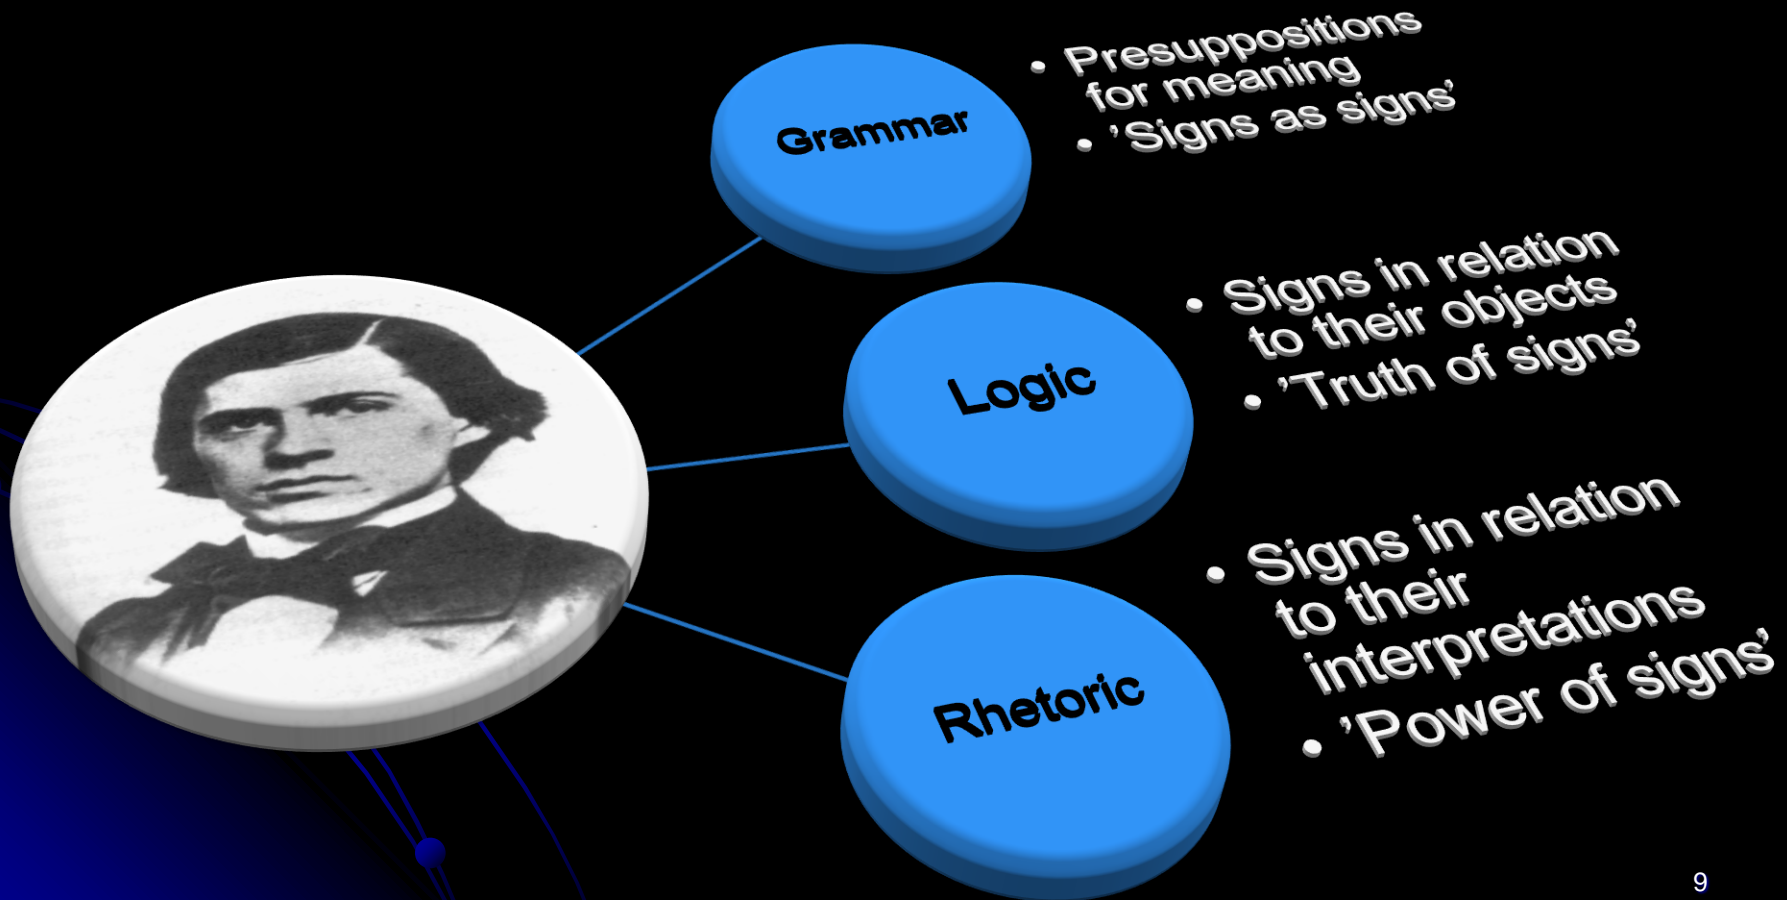 Grammar
• Presuppositions
for meaning
• ’Signs as signs’
Logic
• Signs in relation
to their objects
• ’Truth of signs’
Rhetoric
• Signs in relation
to their
interpretations
• ’Power of signs’
9